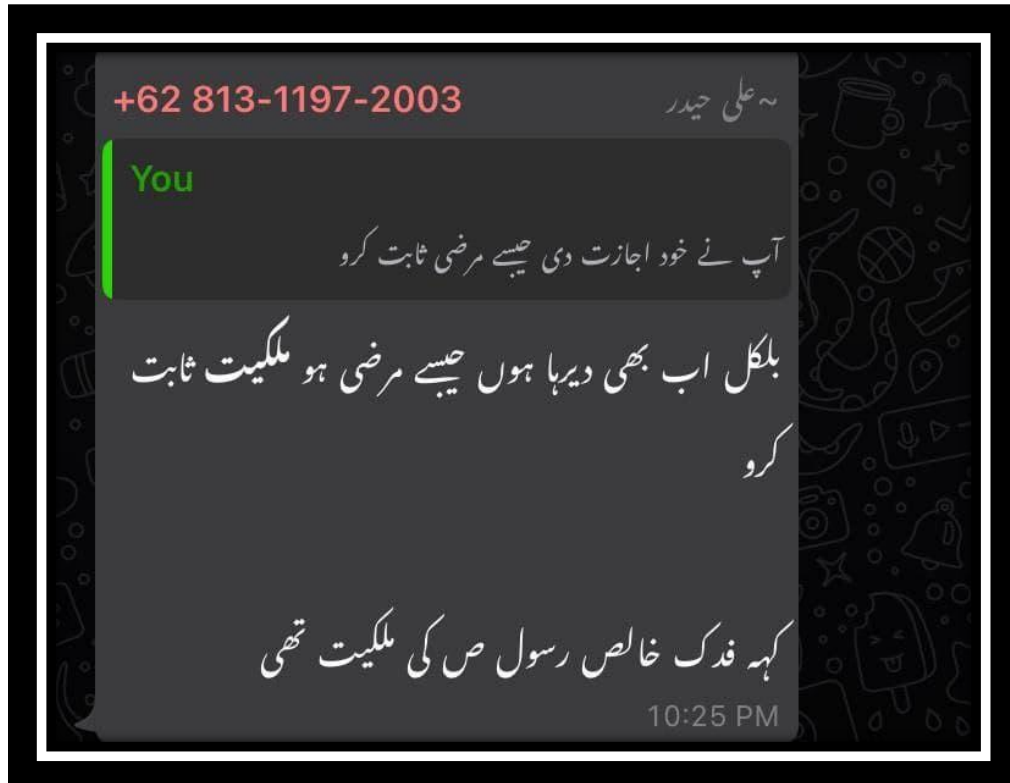 +62 813-1197-2003 ~علی حیدر
You
آپ نے خود اجازت دی جیسے مرضی ثابت کرو
بلکل اب بھی دیرہا ہوں جیسے مرضی ہو ملکیت ثابت
کرو
کہہ فدک خالص رسول ص کی ملکیت تھی
10:25 PM